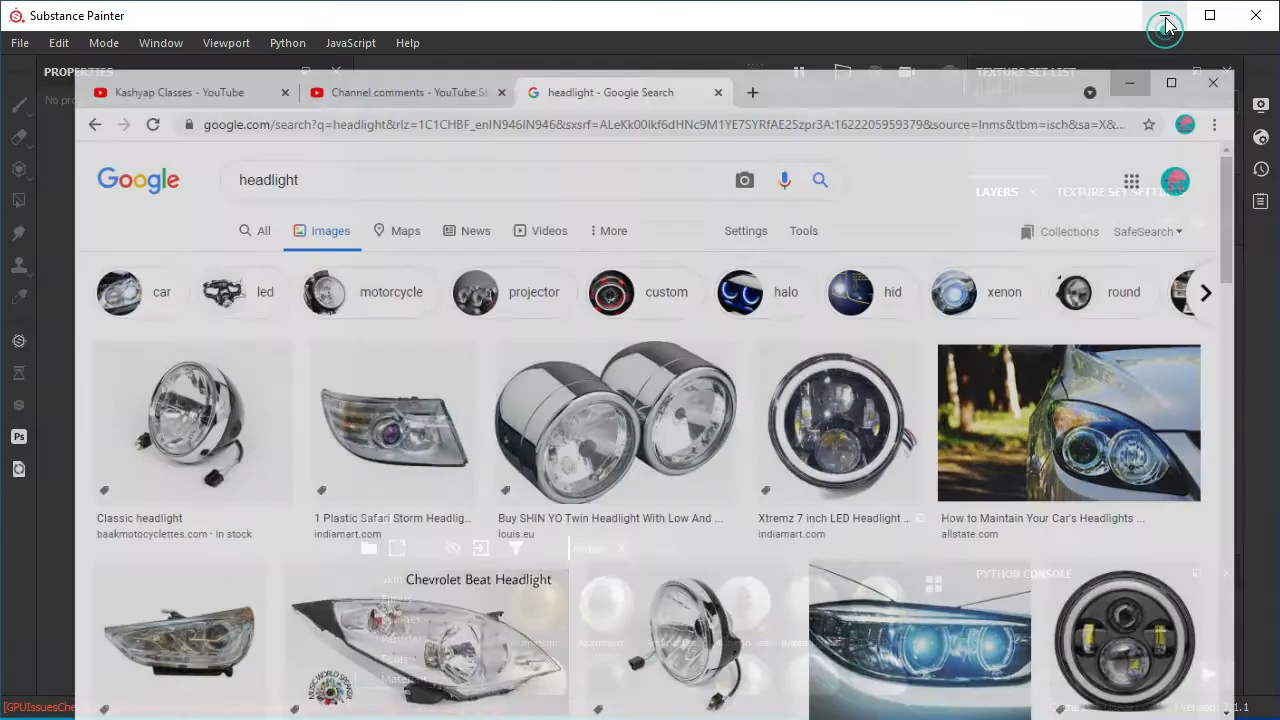 Substance Painter
File Edit Mode Window Viewport Python JavaScript Help
PROPERTIES
TEXTURE SET LIST
Kashyap Classes - YouTube
Channel comments - YouTube St
headlight - Google Search
google.com/search?q=headlight&rlz=1C1CHBF_enIN946IN946&sxsrf=ALeKk00lkf6dHNc9M1YE7SYRfAE25zpr3A:1622205959379&source=lnms&tbm=isch&sa=X&...
Google
headlight
LAYERS
All Images Maps News Videos More Settings Tools
Collections SafeSearch
car led motorcycle projector custom halo hid xenon round
Classic headlight
baakmotocyclettes.com · In stock
1 Plastic Safari Storm Headlig...
indiamart.com
Buy SHIN YO Twin Headlight With Low And ...
louis.eu
Xtremz 7 inch LED Headlight ...
indiamart.com
How to Maintain Your Car's Headlights ...
allstate.com
PYTHON CONSOLE
Chevrolet Beat Headlight
Ps